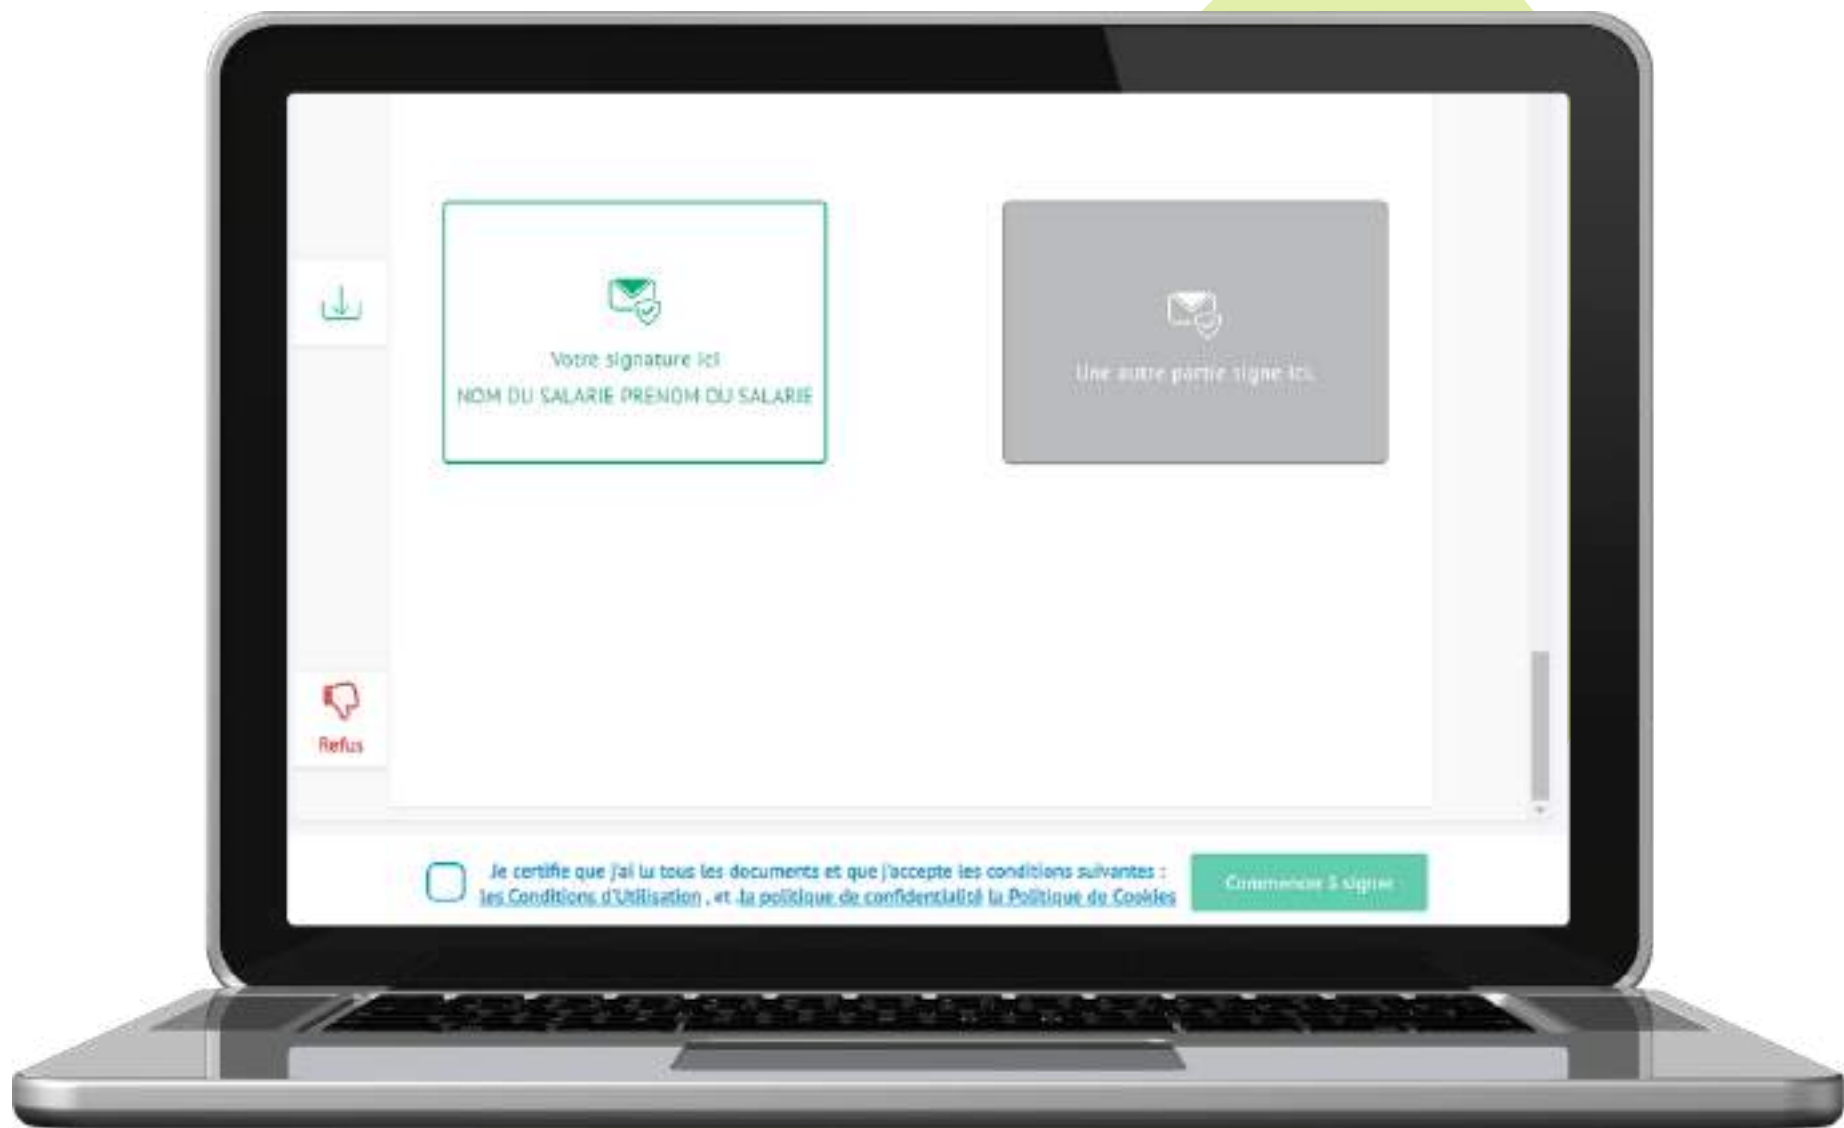 Votre signature ici
NOM DU SALARIE PRENOM DU SALARIE
Une autre partie signe ici.
Refus
Je certifie que j'ai lu tous les documents et que j'accepte les conditions suivantes :
les Conditions d'Utilisation , et la politique de confidentialité la Politique de Cookies
Commencer à signer